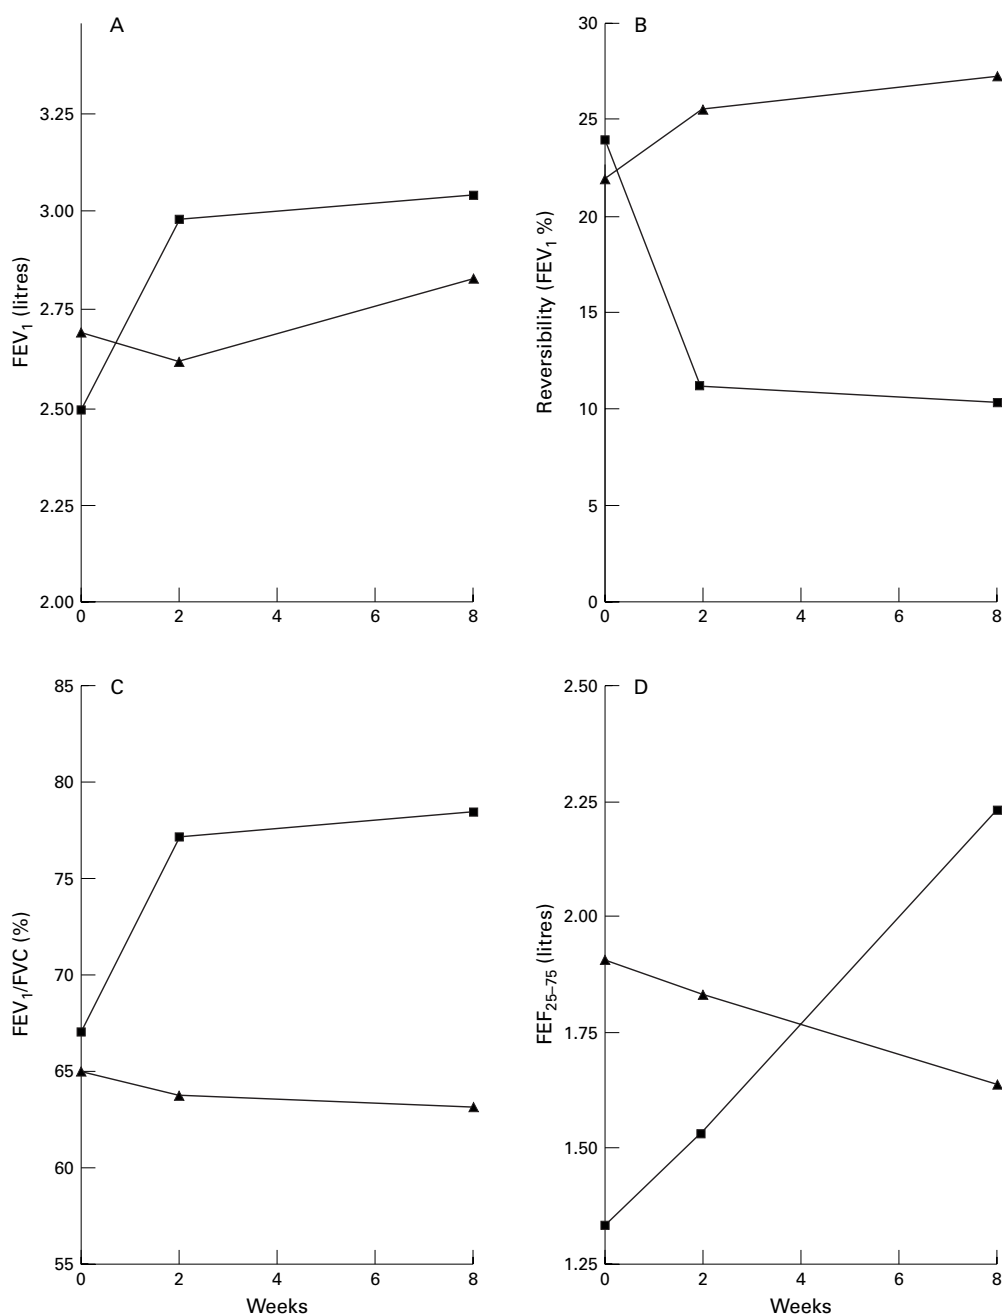 A
FEV1 (litres)
3.25
3.00
2.75
2.50
2.25
2.00
0 2 4 6 8
B
Reversibility (FEV1 %)
30
25
20
15
10
5
0
0 2 4 6 8
C
FEV1/FVC (%)
85
80
75
70
65
60
55
0 2 4 6 8
Weeks
D
FEF25–75 (litres)
2.50
2.25
2.00
1.75
1.50
1.25
0 2 4 6 8
Weeks